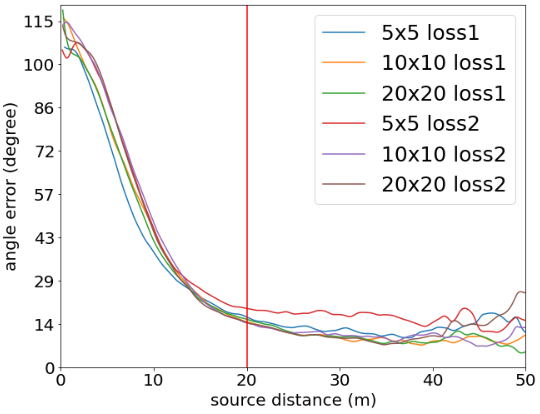 115
100
86
72
57
43
29
14
0
angle error (degree)
5x5 loss1
10x10 loss1
20x20 loss1
5x5 loss2
10x10 loss2
20x20 loss2
0 10 20 30 40 50
source distance (m)